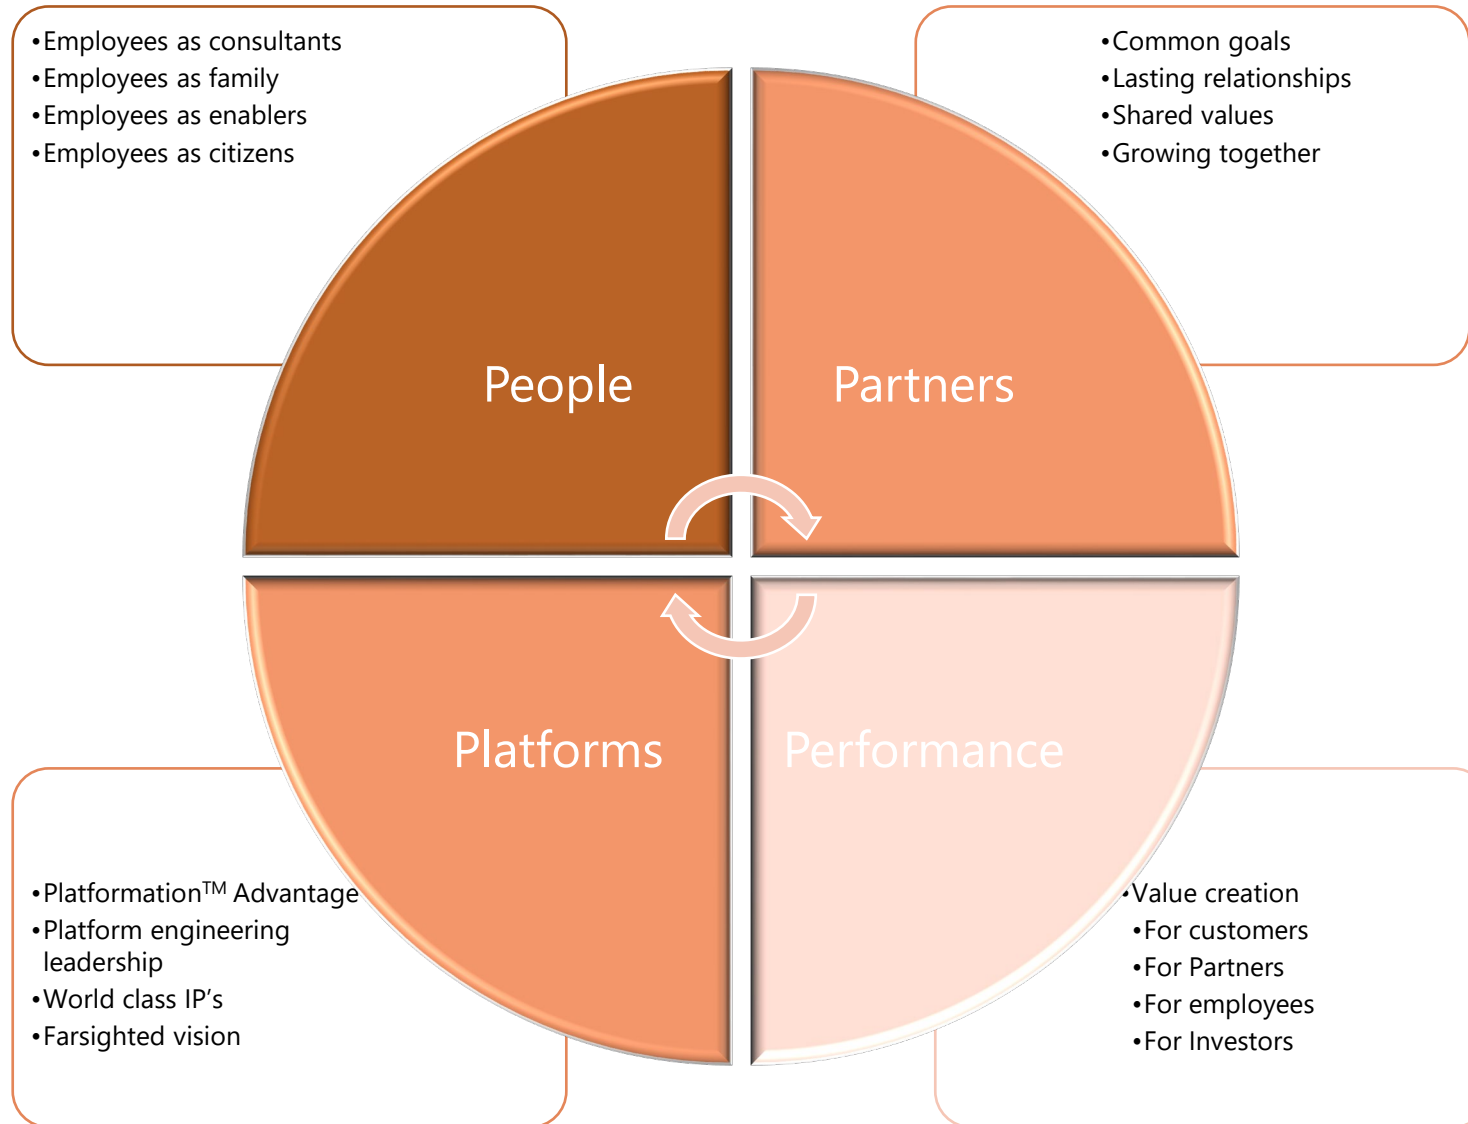 •Employees as consultants
•Employees as family
•Employees as enablers
•Employees as citizens
•Common goals
•Lasting relationships
•Shared values
•Growing together
People
Partners
Platforms
Performance
•Platformation™ Advantage
•Platform engineering
leadership
•World class IP's
•Farsighted vision
•Value creation
•For customers
•For Partners
•For employees
•For Investors